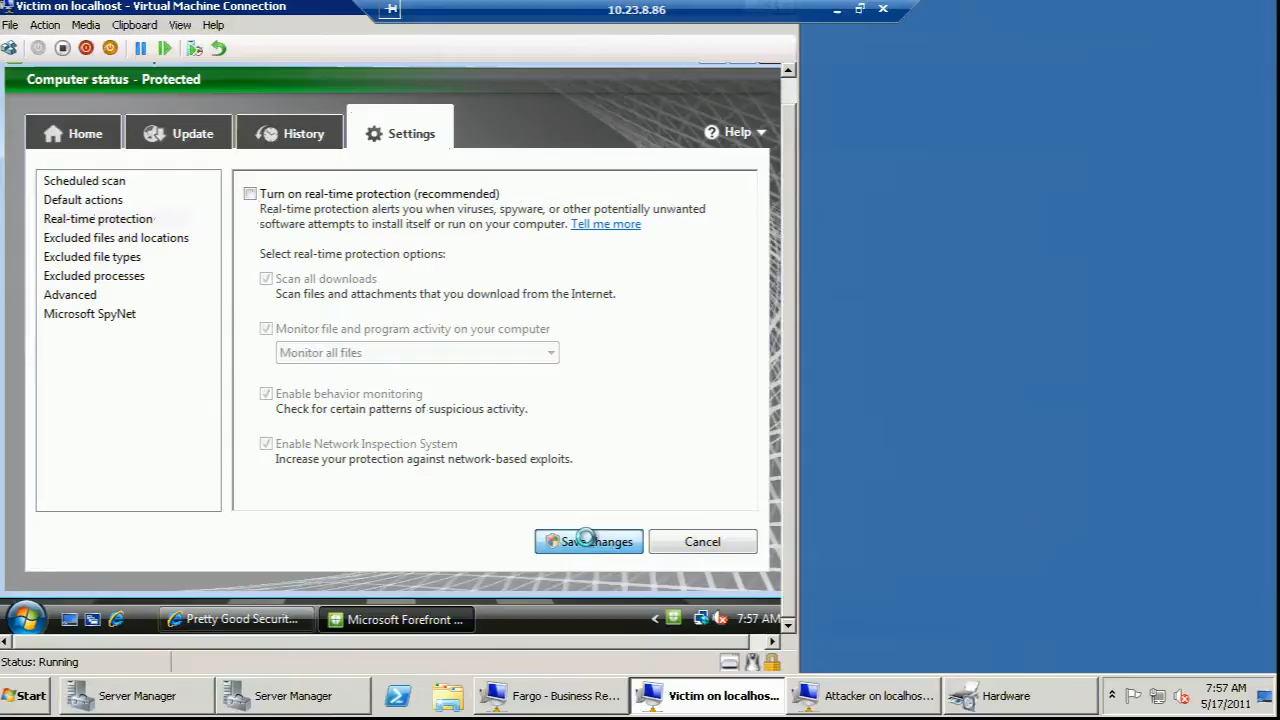 Victim on localhost - Virtual Machine Connection
10.23.8.86
File Action Media Clipboard View Help
Computer status - Protected
Home Update History Settings
Help
Scheduled scan
Default actions
Real-time protection
Excluded files and locations
Excluded file types
Excluded processes
Advanced
Microsoft SpyNet
Turn on real-time protection (recommended)
Real-time protection alerts you when viruses, spyware, or other potentially unwanted
software attempts to install itself or run on your computer. Tell me more
Select real-time protection options:
Scan all downloads
Scan files and attachments that you download from the Internet.
Monitor file and program activity on your computer
Monitor all files
Enable behavior monitoring
Check for certain patterns of suspicious activity.
Enable Network Inspection System
Increase your protection against network-based exploits.
Save Changes Cancel
Pretty Good Securit... Microsoft Forefront ... 7:57 AM
Status: Running
Start Server Manager Server Manager Fargo - Business Re... Victim on localhos... Attacker on localhos... Hardware
7:57 AM
5/17/2011